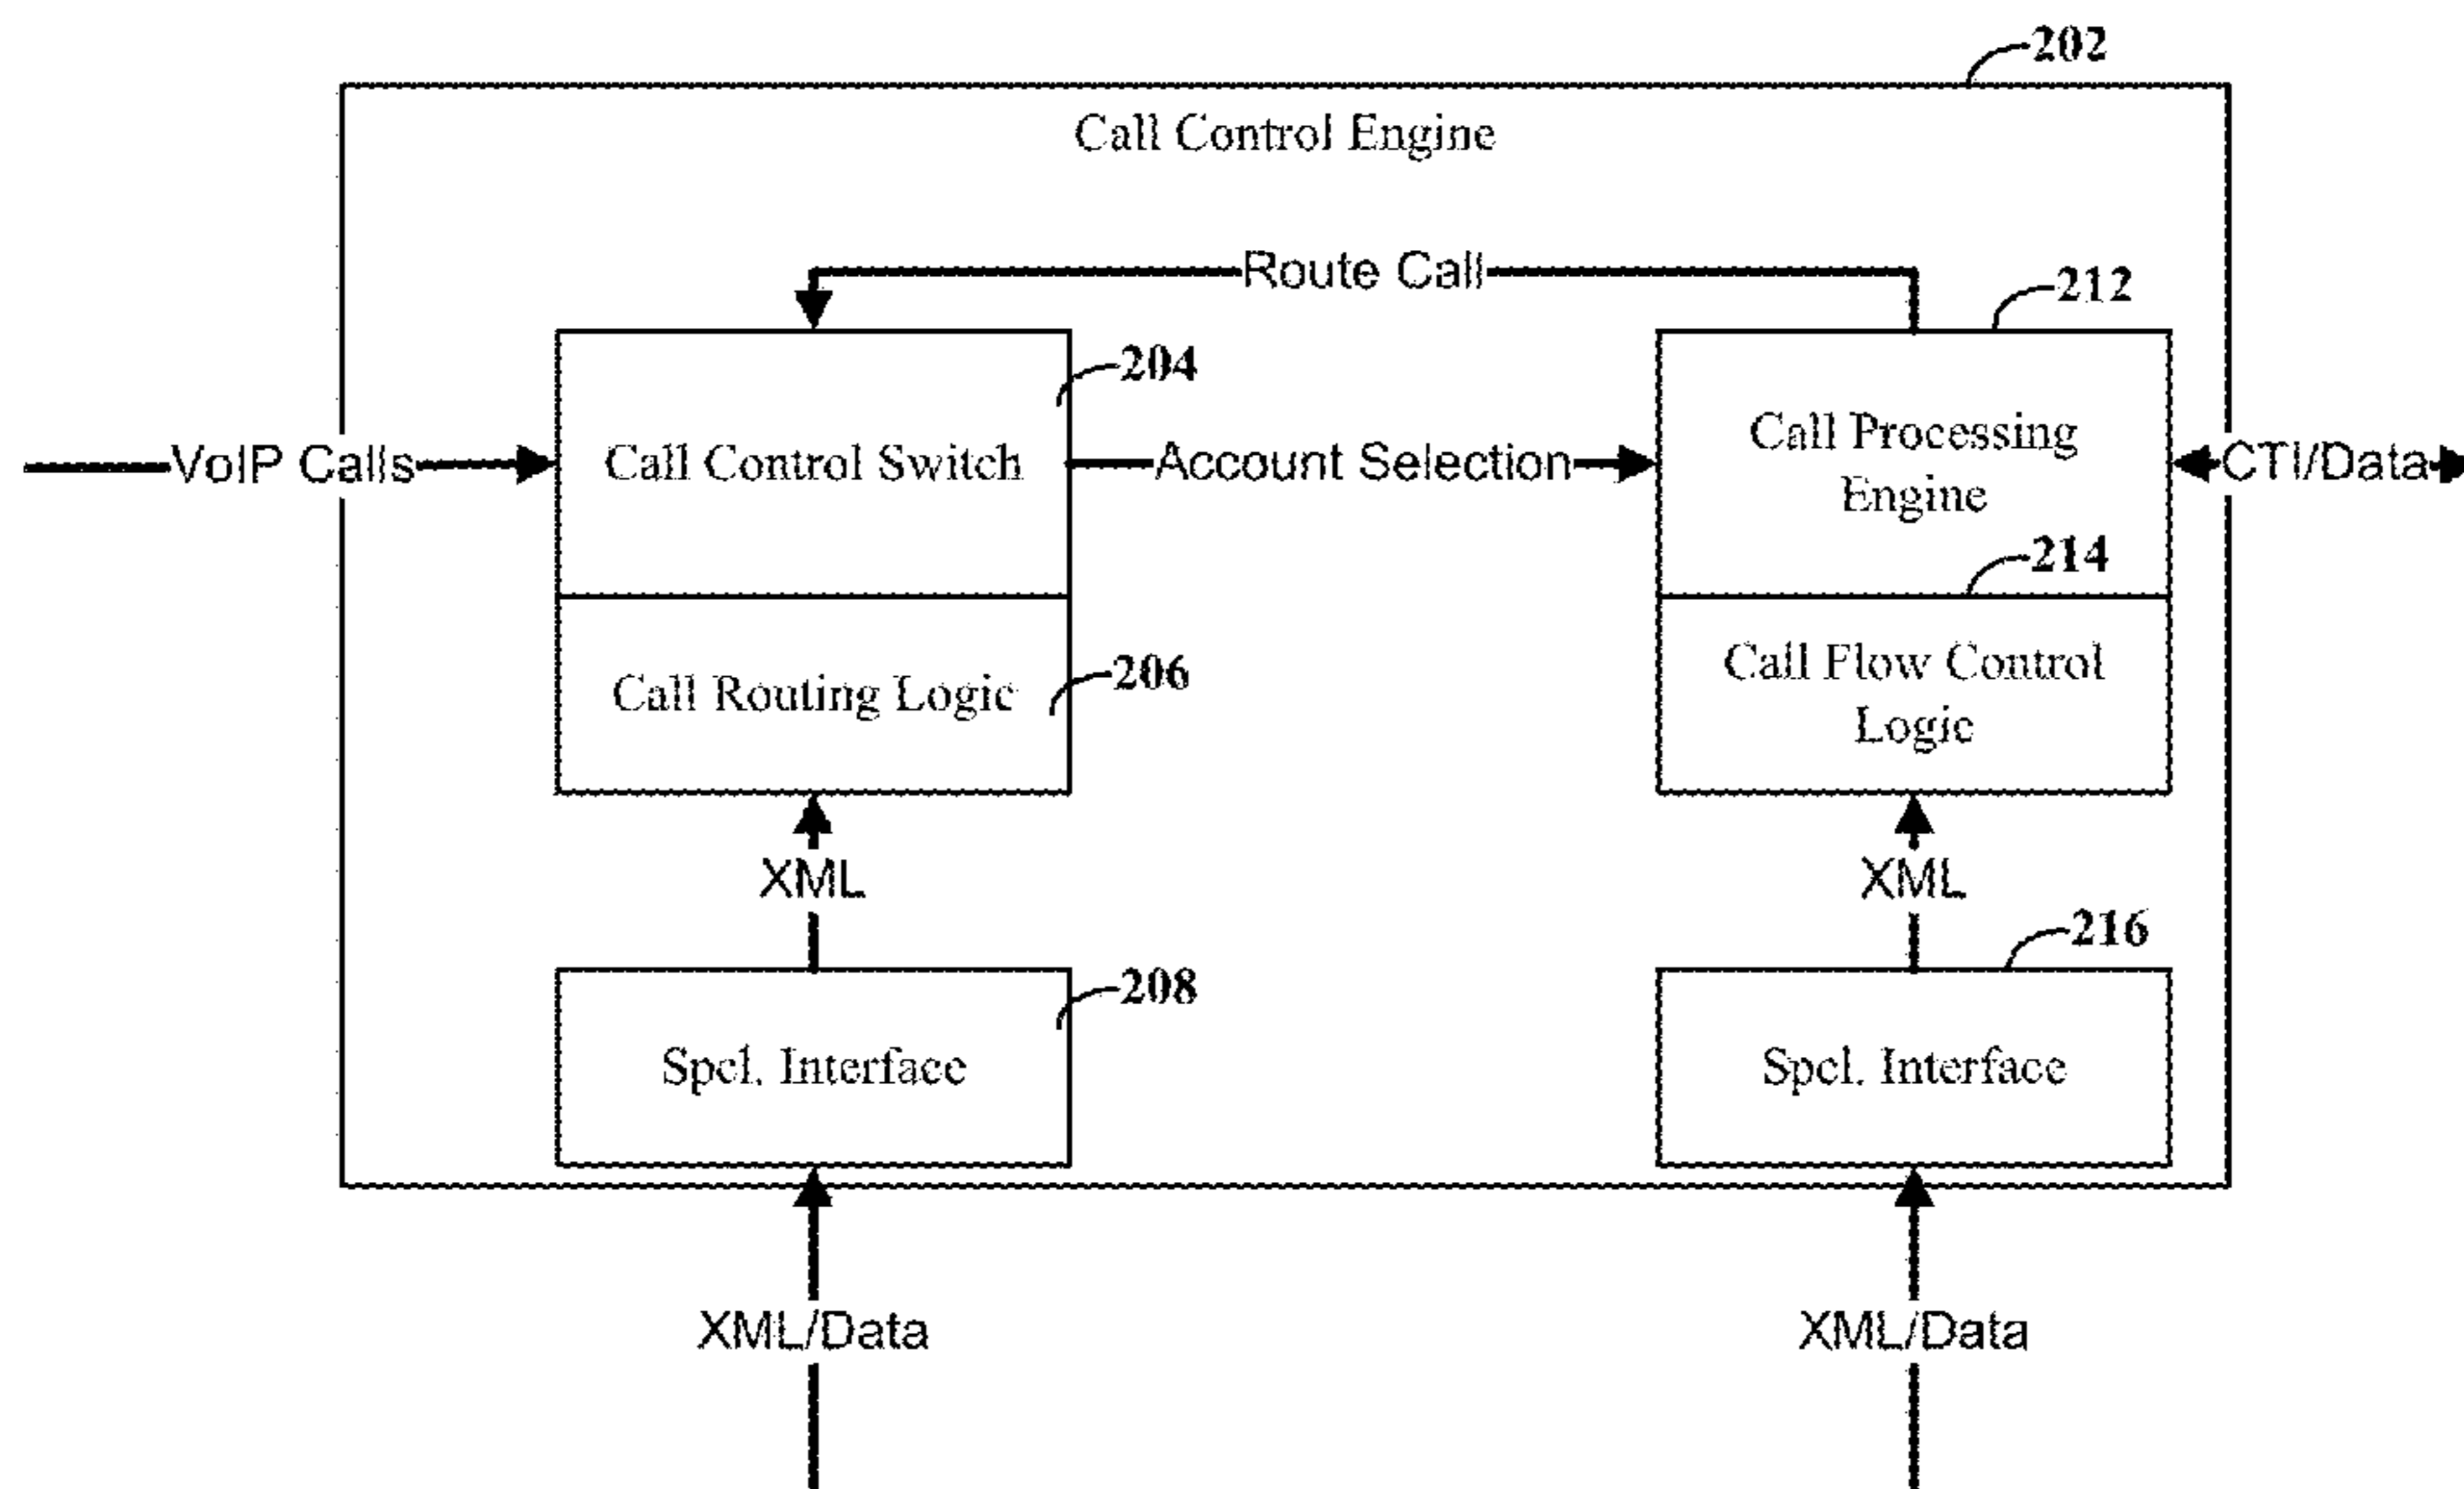 202
Call Control Engine
Route Call
212
204
VoIP Calls
Call Control Switch
Account Selection
Call Processing
Engine
CTI/Data
214
206
Call Routing Logic
Call Flow Control
Logic
XML
XML
216
208
Spcl. Interface
Spcl. Interface
XML/Data
XML/Data